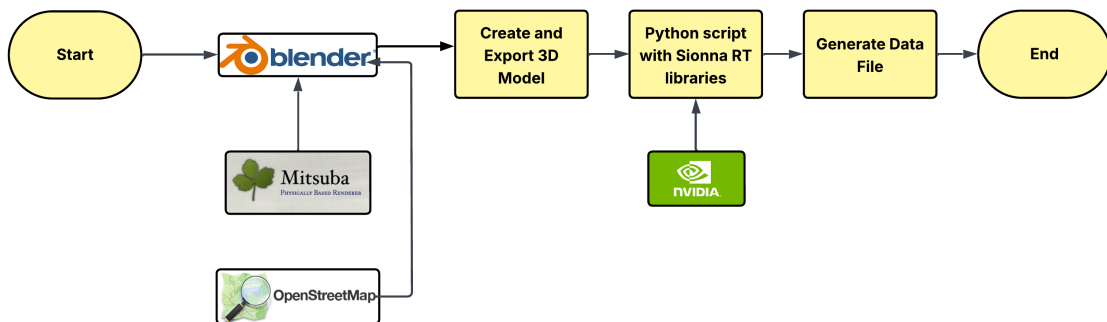 Start
blender
Create and
Export 3D
Model
Python script
with Sionna RT
libraries
Generate Data
File
End
Mitsuba
PHYSICALLY BASED RENDERER
NVIDIA
OpenStreetMap